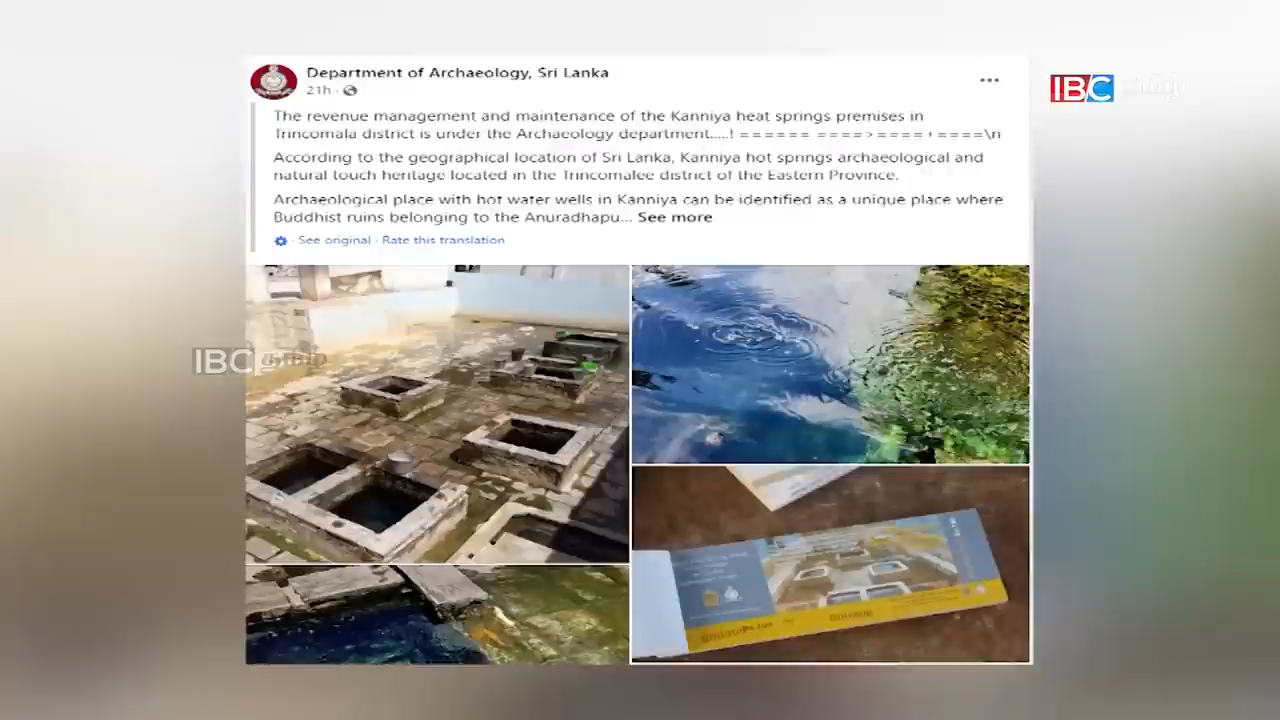 Department of Archaeology, Sri Lanka
21h ·
The revenue management and maintenance of the Kanniya heat springs premises in
Trincomala district is under the Archaeology department.....! = = = = = = = = = = > = = = = + = = = =\n
According to the geographical location of Sri Lanka, Kanniya hot springs archaeological and
natural touch heritage located in the Trincomalee district of the Eastern Province.
Archaeological place with hot water wells in Kanniya can be identified as a unique place where
Buddhist ruins belonging to the Anuradhapu... See more
· See original · Rate this translation
IBC தமிழ்
IBC தமிழ்